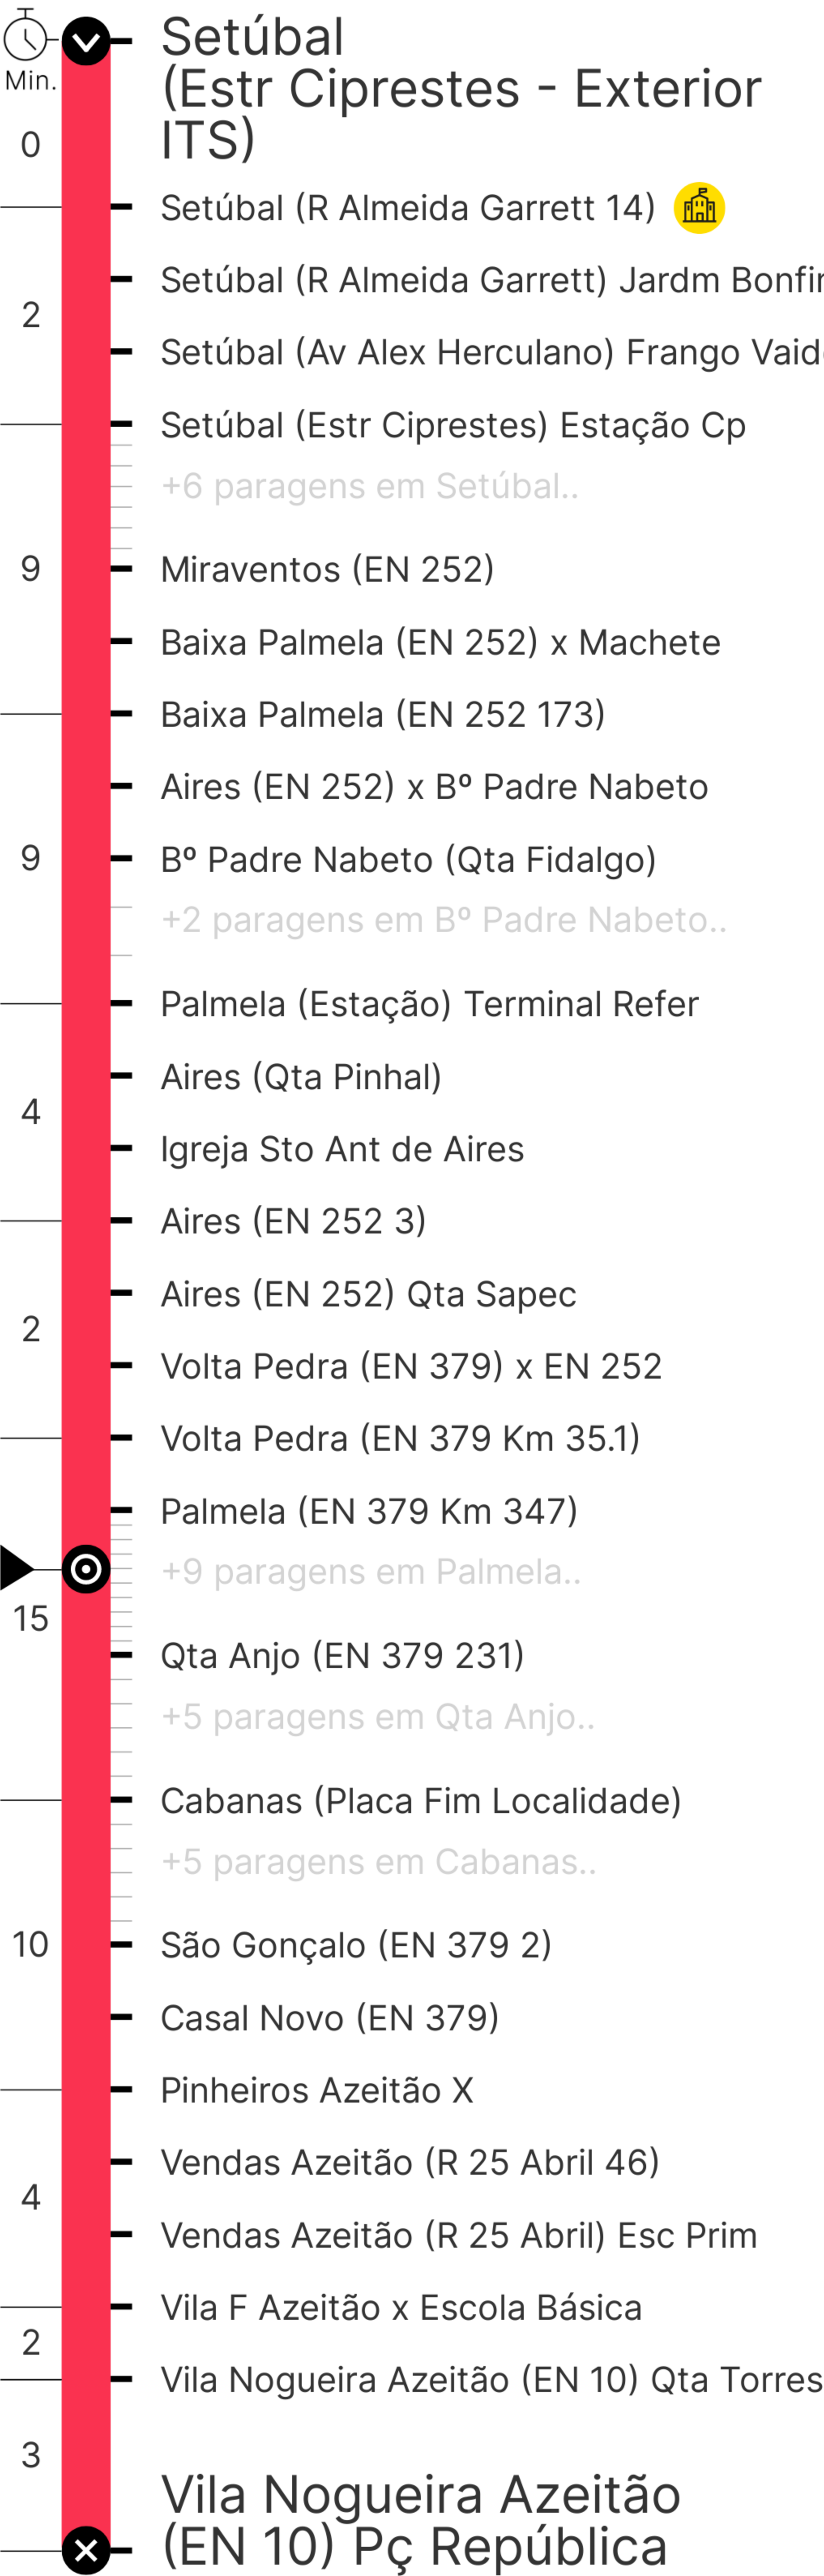 Setúbal
(Estr Ciprestes - Exterior
ITS)
Min.
0
Setúbal (R Almeida Garrett 14)
Setúbal (R Almeida Garrett) Jardm Bonfi
2
Setúbal (Av Alex Herculano) Frango Vaid
Setúbal (Estr Ciprestes) Estação Cp
+6 paragens em Setúbal..
9
Miraventos (EN 252)
Baixa Palmela (EN 252) x Machete
Baixa Palmela (EN 252 173)
Aires (EN 252) x Bº Padre Nabeto
9
Bº Padre Nabeto (Qta Fidalgo)
+2 paragens em Bº Padre Nabeto..
Palmela (Estação) Terminal Refer
Aires (Qta Pinhal)
4
Igreja Sto Ant de Aires
Aires (EN 252 3)
Aires (EN 252) Qta Sapec
2
Volta Pedra (EN 379) x EN 252
Volta Pedra (EN 379 Km 35.1)
Palmela (EN 379 Km 347)
+9 paragens em Palmela..
15
Qta Anjo (EN 379 231)
+5 paragens em Qta Anjo..
Cabanas (Placa Fim Localidade)
+5 paragens em Cabanas..
10
São Gonçalo (EN 379 2)
Casal Novo (EN 379)
Pinheiros Azeitão X
Vendas Azeitão (R 25 Abril 46)
4
Vendas Azeitão (R 25 Abril) Esc Prim
Vila F Azeitão x Escola Básica
2
Vila Nogueira Azeitão (EN 10) Qta Torres
3
Vila Nogueira Azeitão
(EN 10) Pç República